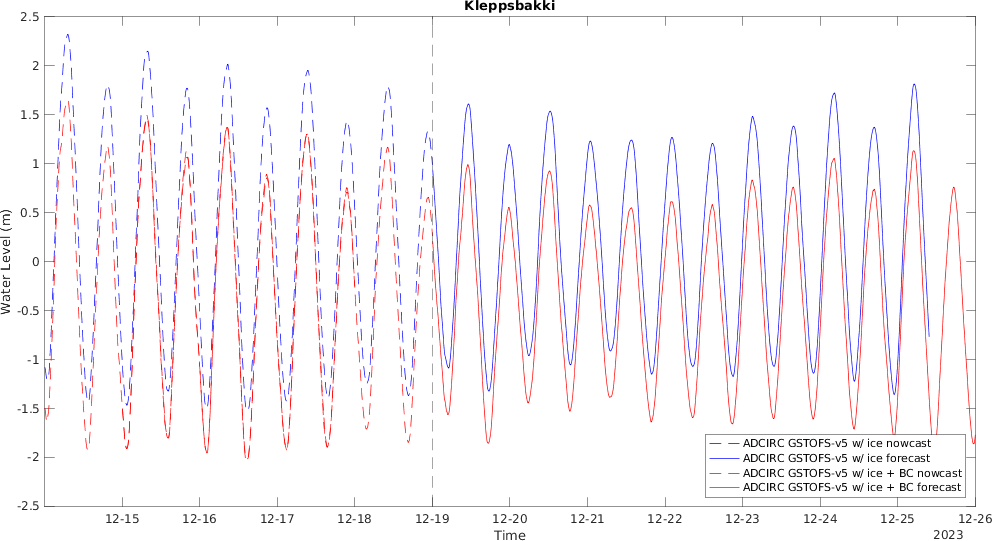 Kleppsbakki
2.5
2
1.5
1
0.5
0
-0.5
-1
-1.5
-2
-2.5
Water Level (m)
ADCIRC GSTOFS-v5 w/ ice nowcast
ADCIRC GSTOFS-v5 w/ ice forecast
ADCIRC GSTOFS-v5 w/ ice + BC nowcast
ADCIRC GSTOFS-v5 w/ ice + BC forecast
12-15 12-16 12-17 12-18 12-19 12-20 12-21 12-22 12-23 12-24 12-25 12-26
Time 2023